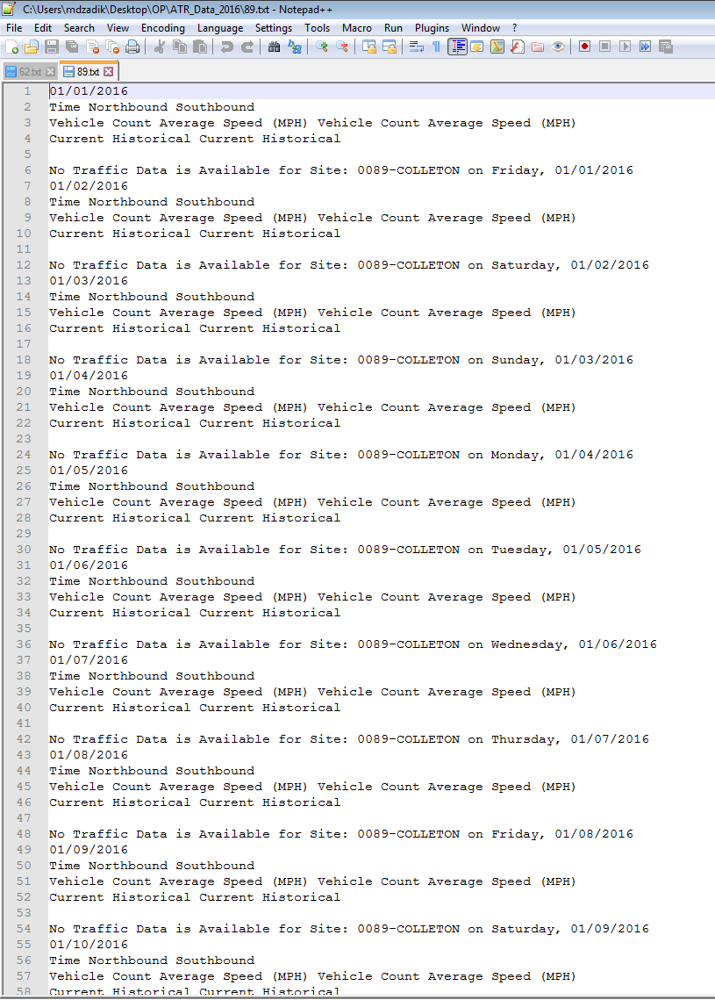 C:\Users\mdzadik\Desktop\OP\ATR_Data_2016\89.txt - Notepad++
File Edit Search View Encoding Language Settings Tools Macro Run Plugins Window ?
62.txt 89.txt
1 01/01/2016
2 Time Northbound Southbound
3 Vehicle Count Average Speed (MPH) Vehicle Count Average Speed (MPH)
4 Current Historical Current Historical
5
6 No Traffic Data is Available for Site: 0089-COLLETON on Friday, 01/01/2016
7 01/02/2016
8 Time Northbound Southbound
9 Vehicle Count Average Speed (MPH) Vehicle Count Average Speed (MPH)
10 Current Historical Current Historical
11
12 No Traffic Data is Available for Site: 0089-COLLETON on Saturday, 01/02/2016
13 01/03/2016
14 Time Northbound Southbound
15 Vehicle Count Average Speed (MPH) Vehicle Count Average Speed (MPH)
16 Current Historical Current Historical
17
18 No Traffic Data is Available for Site: 0089-COLLETON on Sunday, 01/03/2016
19 01/04/2016
20 Time Northbound Southbound
21 Vehicle Count Average Speed (MPH) Vehicle Count Average Speed (MPH)
22 Current Historical Current Historical
23
24 No Traffic Data is Available for Site: 0089-COLLETON on Monday, 01/04/2016
25 01/05/2016
26 Time Northbound Southbound
27 Vehicle Count Average Speed (MPH) Vehicle Count Average Speed (MPH)
28 Current Historical Current Historical
29
30 No Traffic Data is Available for Site: 0089-COLLETON on Tuesday, 01/05/2016
31 01/06/2016
32 Time Northbound Southbound
33 Vehicle Count Average Speed (MPH) Vehicle Count Average Speed (MPH)
34 Current Historical Current Historical
35
36 No Traffic Data is Available for Site: 0089-COLLETON on Wednesday, 01/06/2016
37 01/07/2016
38 Time Northbound Southbound
39 Vehicle Count Average Speed (MPH) Vehicle Count Average Speed (MPH)
40 Current Historical Current Historical
41
42 No Traffic Data is Available for Site: 0089-COLLETON on Thursday, 01/07/2016
43 01/08/2016
44 Time Northbound Southbound
45 Vehicle Count Average Speed (MPH) Vehicle Count Average Speed (MPH)
46 Current Historical Current Historical
47
48 No Traffic Data is Available for Site: 0089-COLLETON on Friday, 01/08/2016
49 01/09/2016
50 Time Northbound Southbound
51 Vehicle Count Average Speed (MPH) Vehicle Count Average Speed (MPH)
52 Current Historical Current Historical
53
54 No Traffic Data is Available for Site: 0089-COLLETON on Saturday, 01/09/2016
55 01/10/2016
56 Time Northbound Southbound
57 Vehicle Count Average Speed (MPH) Vehicle Count Average Speed (MPH)
58 Current Historical Current Historical